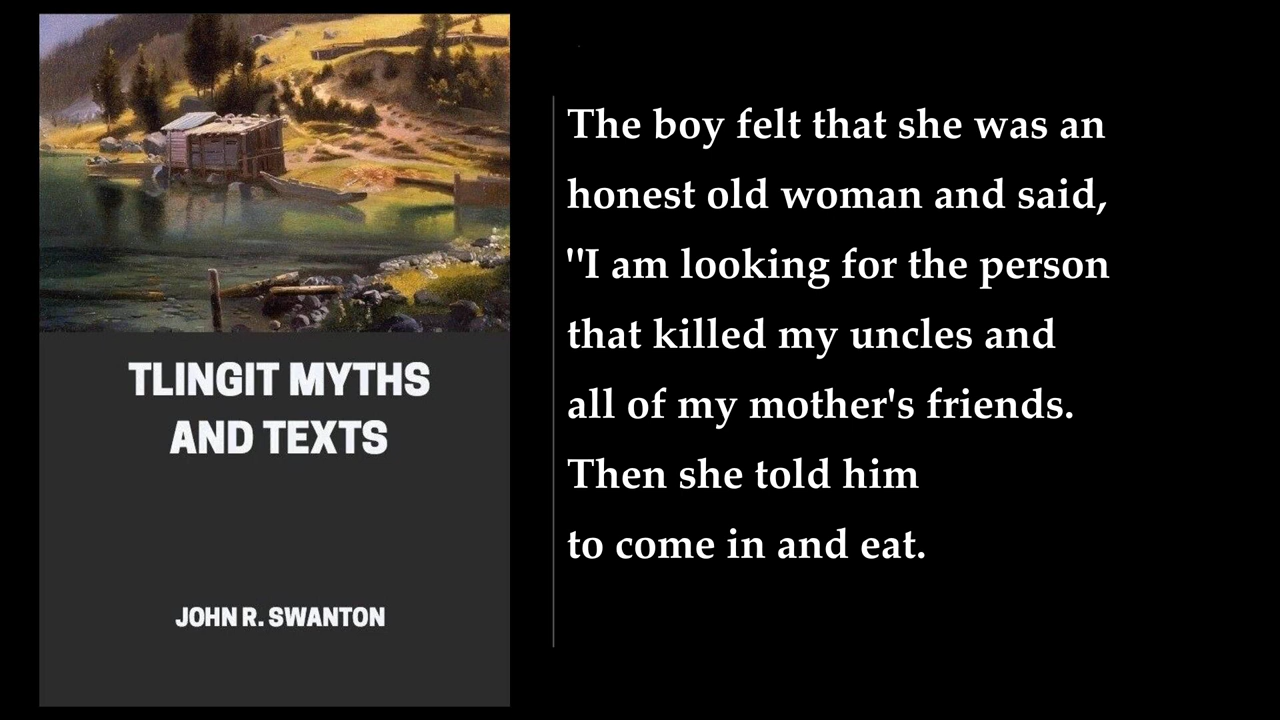 TLINGIT MYTHS
AND TEXTS
JOHN R. SWANTON
The boy felt that she was an
honest old woman and said,
"I am looking for the person
that killed my uncles and
all of my mother's friends.
Then she told him
to come in and eat.